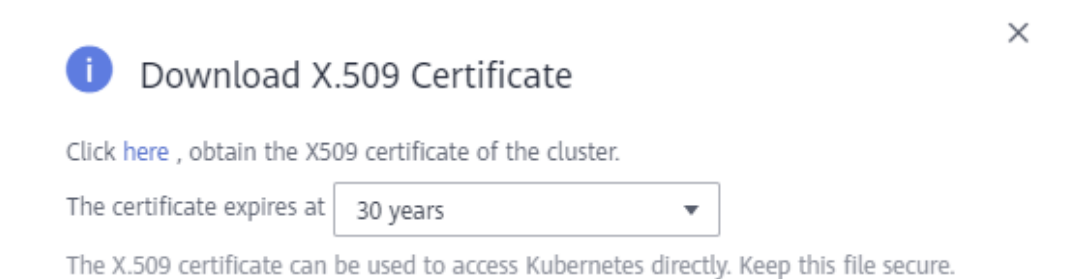 Download X.509 Certificate
Click here , obtain the X509 certificate of the cluster.
The certificate expires at 30 years
The X.509 certificate can be used to access Kubernetes directly. Keep this file secure.